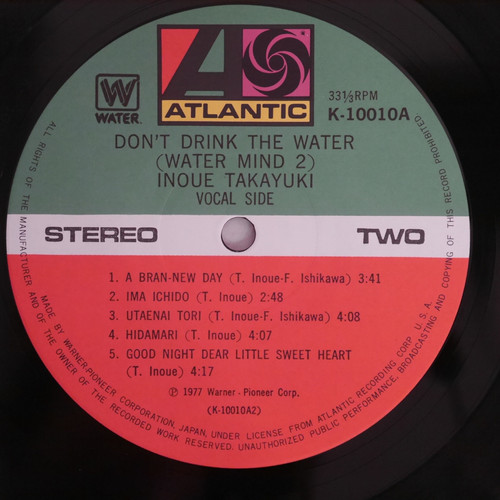 W
WATER.
ATLANTIC
33⅓RPM
K-10010A
DON'T DRINK THE WATER
(WATER MIND 2)
INOUE TAKAYUKI
VOCAL SIDE
STEREO
TWO
1. A BRAN-NEW DAY (T. Inoue-F. Ishikawa) 3:41
2. IMA ICHIDO (T. Inoue) 2:48
3. UTAENAI TORI (T. Inoue-F. Ishikawa) 4:08
4. HIDAMARI (T. Inoue) 4:07
5. GOOD NIGHT DEAR LITTLE SWEET HEART
(T. Inoue) 4:17
℗ 1977 Warner - Pioneer Corp.
(K-10010A2)
MADE BY WARNER-PIONEER CORPORATION, JAPAN, UNDER LICENSE FROM ATLANTIC RECORDING CORP. U. S. A.
ALL RIGHTS OF THE MANUFACTURER AND OF THE OWNER OF THE RECORDED WORK RESERVED. UNAUTHORIZED PUBLIC PERFORMANCE, BROADCASTING AND COPYING OF THIS RECORD PROHIBITED